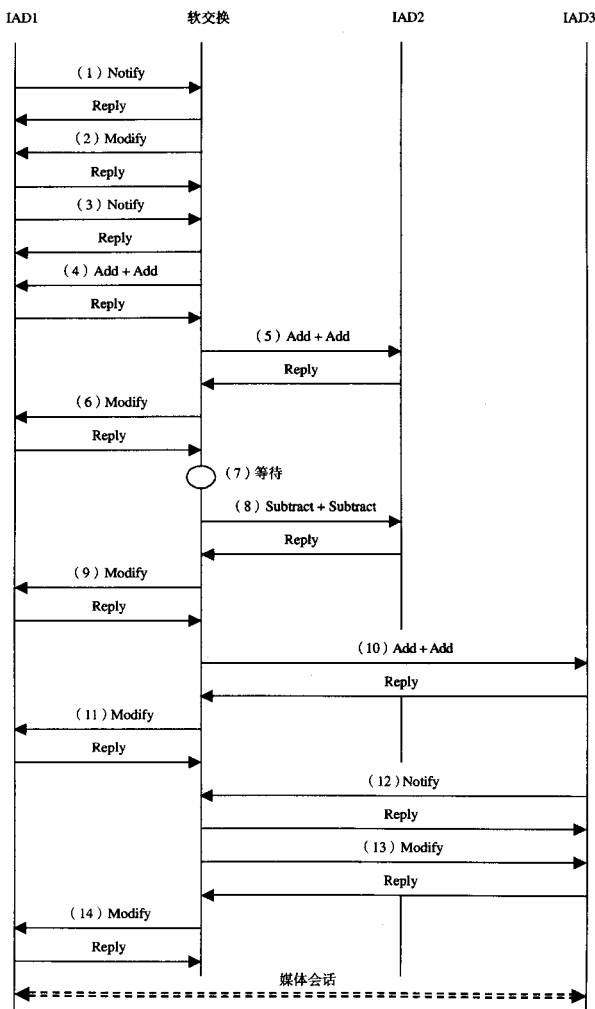 IAD1 软交换 IAD2 IAD3
(1) Notify
Reply
(2) Modify
Reply
(3) Notify
Reply
(4) Add + Add
Reply
(5) Add + Add
Reply
(6) Modify
Reply
(7) 等待
(8) Subtract + Subtract
Reply
(9) Modify
Reply
(10) Add + Add
Reply
(11) Modify
Reply
(12) Notify
Reply
(13) Modify
Reply
(14) Modify
Reply
媒体会话